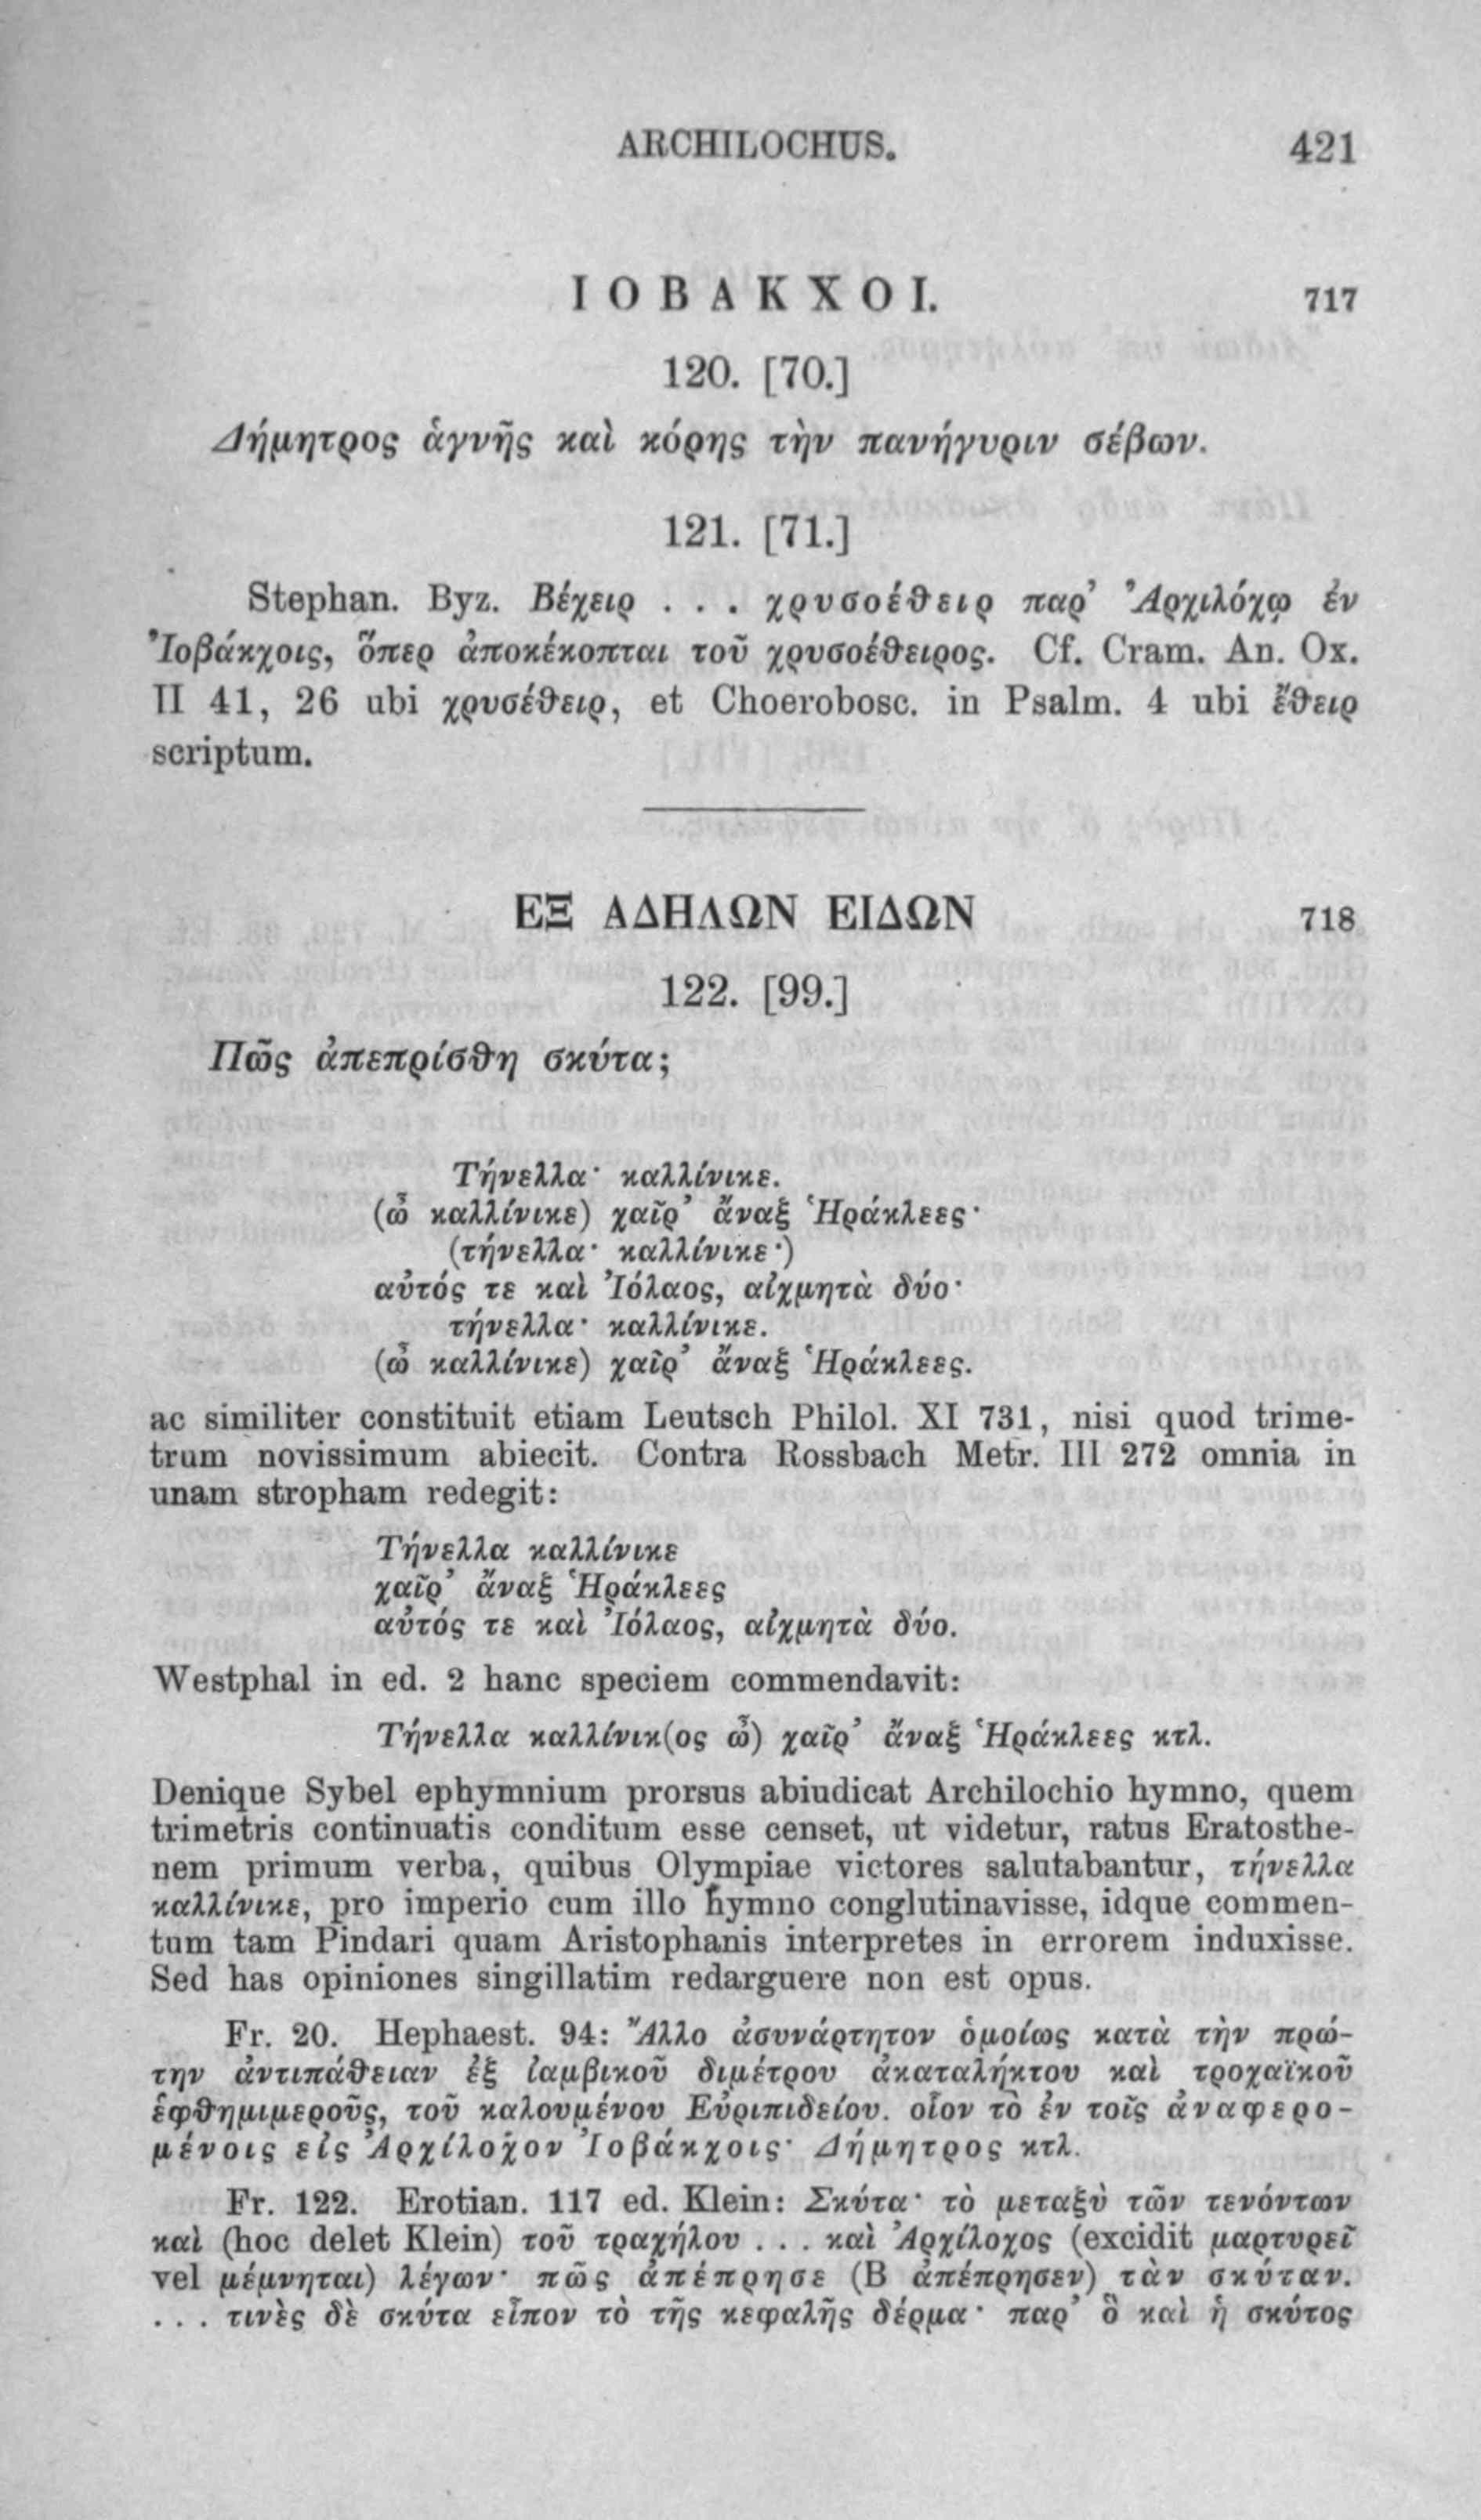 ARCHILOCHUS. 421
ΙΟΒΑΚΧΟΙ. 717
120. [70.]
Δήμητρος ἁγνῆς καὶ κόρης τὴν πανήγυριν σέβων.
121. [71.]
Stephan. Byz. Βέχειρ . . . χρυσοέθειρ παρ’ Ἀρχιλόχῳ ἐν
Ἰοβάκχοις, ὅπερ ἀποκέκοπται τοῦ χρυσοέθειρος. Cf. Cram. An. Ox.
II 41, 26 ubi χρυσέθειρ, et Choerobosc. in Psalm. 4 ubi ἔθειρ
scriptum.
ΕΞ ΑΔΗΛΩΝ ΕΙΔΩΝ 718
122. [99.]
Πῶς ἀπεπρίσθη σκύτα;
Τήνελλα· καλλίνικε.
(ὦ καλλίνικε) χαῖρ’ ἄναξ Ἡράκλεες·
(τήνελλα· καλλίνικε·)
αὐτός τε καὶ Ἰόλαος, αἰχμητὰ δύο·
τήνελλα· καλλίνικε.
(ὦ καλλίνικε) χαῖρ’ ἄναξ Ἡράκλεες.
ac similiter constituit etiam Leutsch Philol. XI 731, nisi quod trime-
trum novissimum abiecit. Contra Rossbach Metr. III 272 omnia in
unam stropham redegit:
Τήνελλα καλλίνικε
χαῖρ’ ἄναξ Ἡράκλεες
αὐτός τε καὶ Ἰόλαος, αἰχμητὰ δύο.
Westphal in ed. 2 hanc speciem commendavit:
Τήνελλα καλλίνικ(ος ὦ) χαῖρ’ ἄναξ Ἡράκλεες κτλ.
Denique Sybel ephymnium prorsus abiudicat Archilochio hymno, quem
trimetris continuatis conditum esse censet, ut videtur, ratus Eratosthe-
nem primum verba, quibus Olympiae victores salutabantur, τήνελλα
καλλίνικε, pro imperio cum illo hymno conglutinavisse, idque commen-
tum tam Pindari quam Aristophanis interpretes in errorem induxisse.
Sed has opiniones singillatim redarguere non est opus.
Fr. 20. Hephaest. 94: Ἄλλο ἀσυνάρτητον ὁμοίως κατὰ τὴν πρώ-
την ἀντιπάθειαν ἐξ ἰαμβικοῦ διμέτρου ἀκαταλήκτου καὶ τροχαϊκοῦ
ἑφθημιμεροῦς, τοῦ καλουμένου Εὐριπιδείου. οἷον τὸ ἐν τοῖς ἀναφερο-
μένοις εἰς Ἀρχίλοχον Ἰοβάκχοις· Δήμητρος κτλ.
Fr. 122. Erotian. 117 ed. Klein: Σκύτα· τὸ μεταξὺ τῶν τενόντων
καὶ (hoc delet Klein) τοῦ τραχήλου . . . καὶ Ἀρχίλοχος (excidit μαρτυρεῖ
vel μέμνηται) λέγων· πῶς ἀπέπρησε (B ἀπέπρησεν) τὰν σκύταν.
. . . τινὲς δὲ σκύτα εἶπον τὸ τῆς κεφαλῆς δέρμα· παρ’ ὃ καὶ ἡ σκύτος